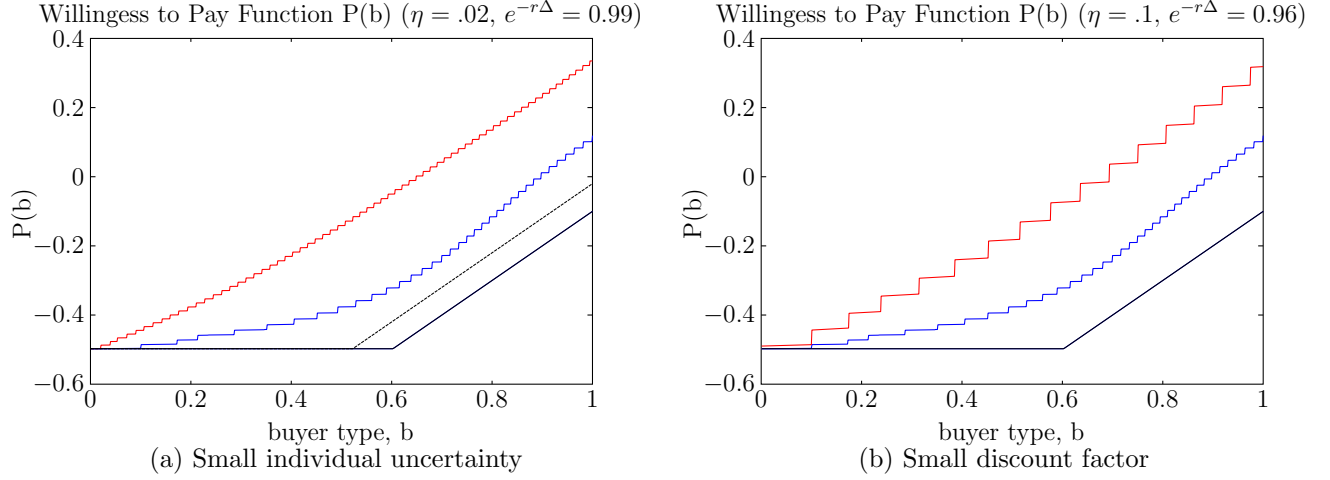 Willingess to Pay Function P(b) (η = .02, e^{−rΔ} = 0.99)
0.4
0.2
0
−0.2
−0.4
−0.6
P(b)
0 0.2 0.4 0.6 0.8 1
buyer type, b
(a) Small individual uncertainty
Willingess to Pay Function P(b) (η = .1, e^{−rΔ} = 0.96)
0.4
0.2
0
−0.2
−0.4
−0.6
P(b)
0 0.2 0.4 0.6 0.8 1
buyer type, b
(b) Small discount factor